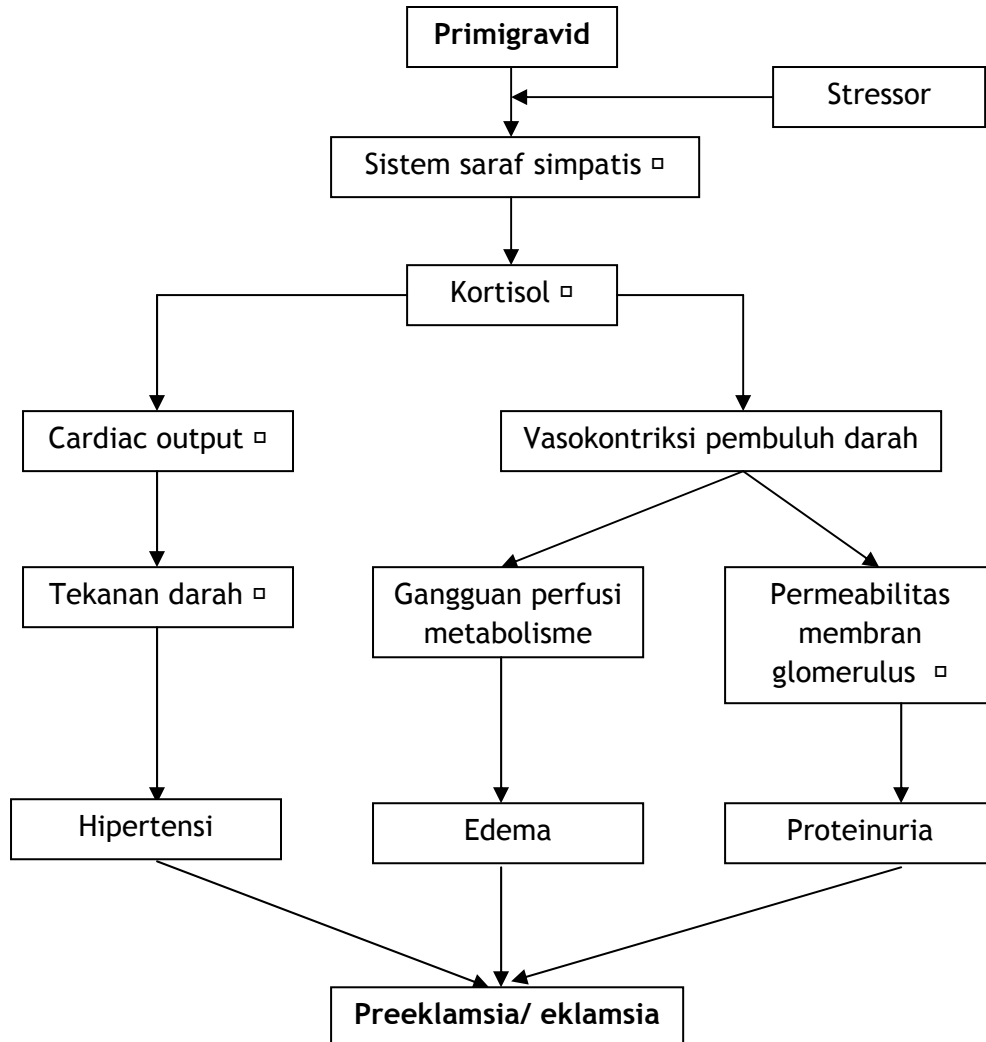 Primigravid
Stressor
Sistem saraf simpatis □
Kortisol □
Cardiac output □
Vasokontriksi pembuluh darah
Tekanan darah □
Gangguan perfusi
metabolisme
Permeabilitas
membran
glomerulus □
Hipertensi
Edema
Proteinuria
Preeklamsia/ eklamsia